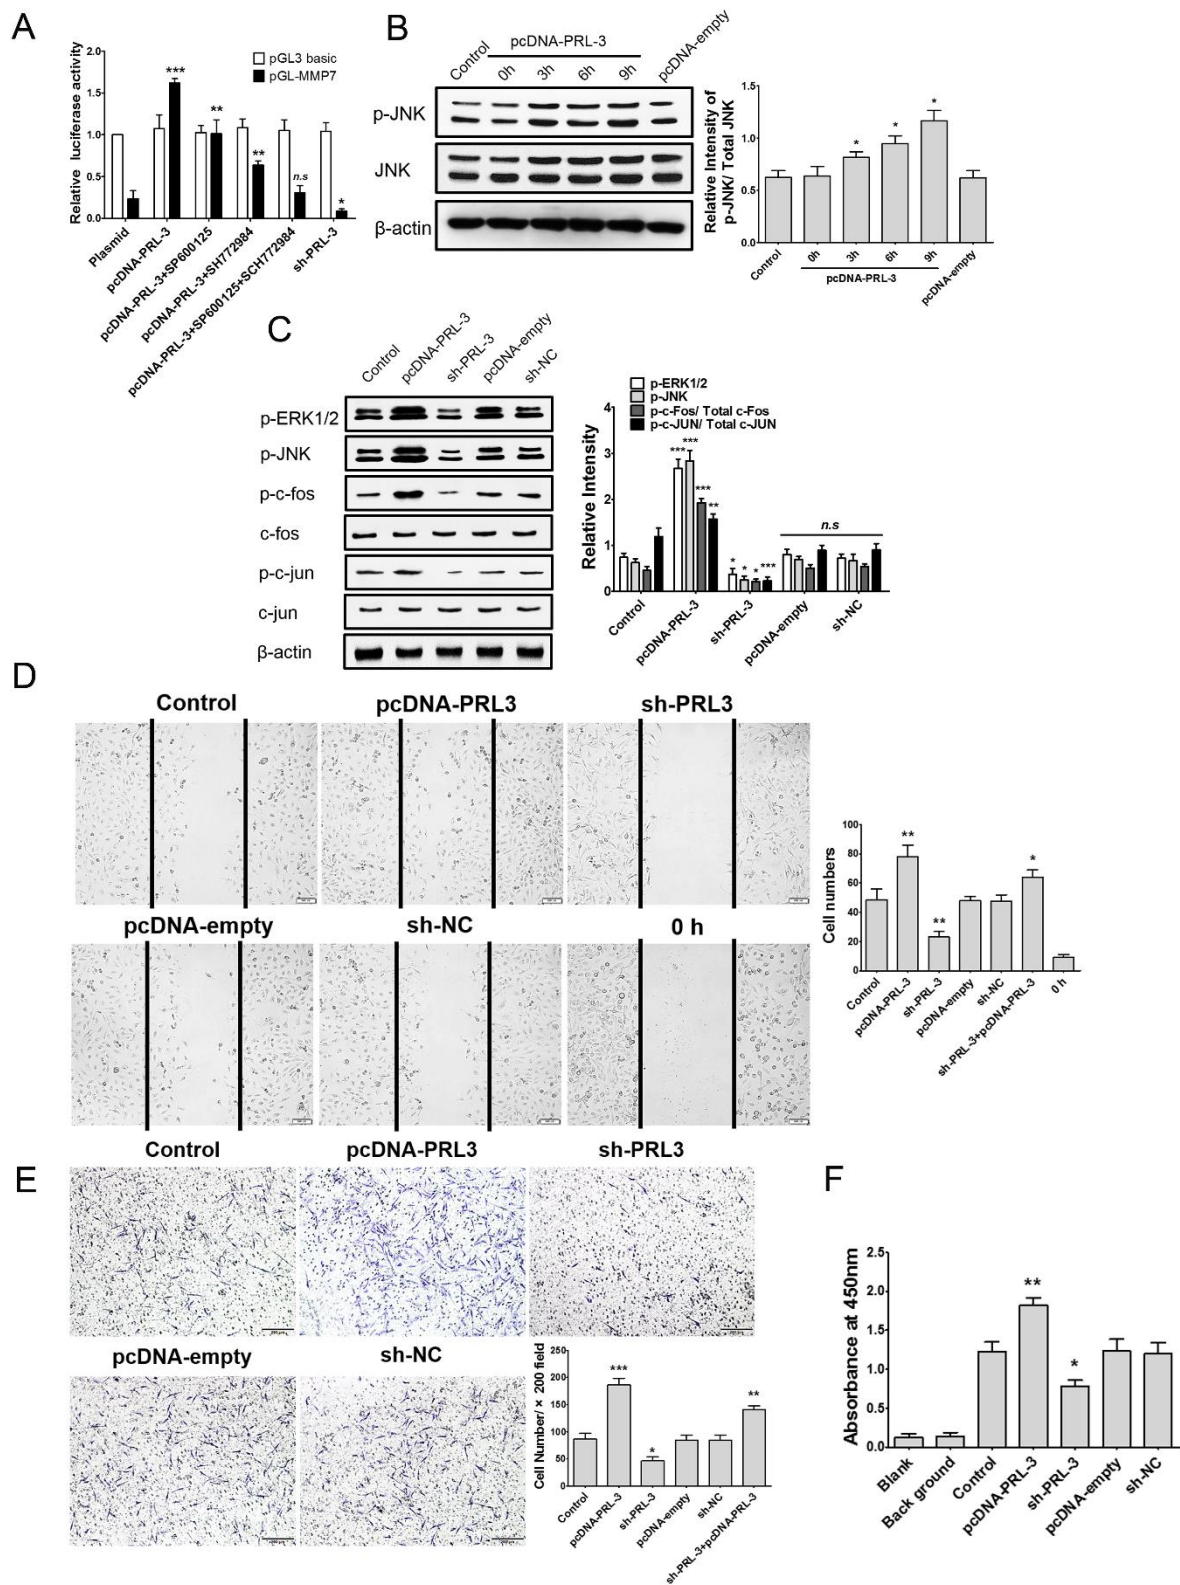 A
Relative luciferase activity
2.0
1.5
1.0
0.5
0.0
pGL3 basic
pGL-MMP7
***
**
**
n.s
*
Plasmid
pcDNA-PRL-3
pcDNA-PRL-3+SP600125
pcDNA-PRL-3+SH772984
pcDNA-PRL-3+SP600125+SCH772984
sh-PRL-3
B
Control
pcDNA-PRL-3
0h
3h
6h
9h
pcDNA-empty
p-JNK
JNK
β-actin
Relative Intensity of
p-JNK/ Total JNK
1.5
1.0
0.5
0.0
*
*
*
Control
0h
3h
6h
9h
pcDNA-empty
pcDNA-PRL-3
C
Control
pcDNA-PRL-3
sh-PRL-3
pcDNA-empty
sh-NC
p-ERK1/2
p-JNK
p-c-fos
c-fos
p-c-jun
c-jun
β-actin
Relative Intensity
4
3
2
1
0
p-ERK1/2
p-JNK
p-c-Fos/ Total c-Fos
p-c-JUN/ Total c-JUN
***
***
***
**
*
*
*
***
n.s
Control
pcDNA-PRL-3
sh-PRL-3
pcDNA-empty
sh-NC
D
Control
pcDNA-PRL3
sh-PRL3
pcDNA-empty
sh-NC
0 h
Cell numbers
100
80
60
40
20
0
**
**
*
Control
pcDNA-PRL-3
sh-PRL-3
pcDNA-empty
sh-NC
sh-PRL-3+pcDNA-PRL-3
0 h
E
Control
pcDNA-PRL3
sh-PRL3
pcDNA-empty
sh-NC
Cell Number/ × 200 field
250
200
150
100
50
0
***
*
**
Control
pcDNA-PRL-3
sh-PRL-3
pcDNA-empty
sh-NC
sh-PRL-3+pcDNA-PRL-3
F
Absorbance at 450nm
2.5
2.0
1.5
1.0
0.5
0.0
**
*
Blank
Back ground
Control
pcDNA-PRL-3
sh-PRL-3
pcDNA-empty
sh-NC